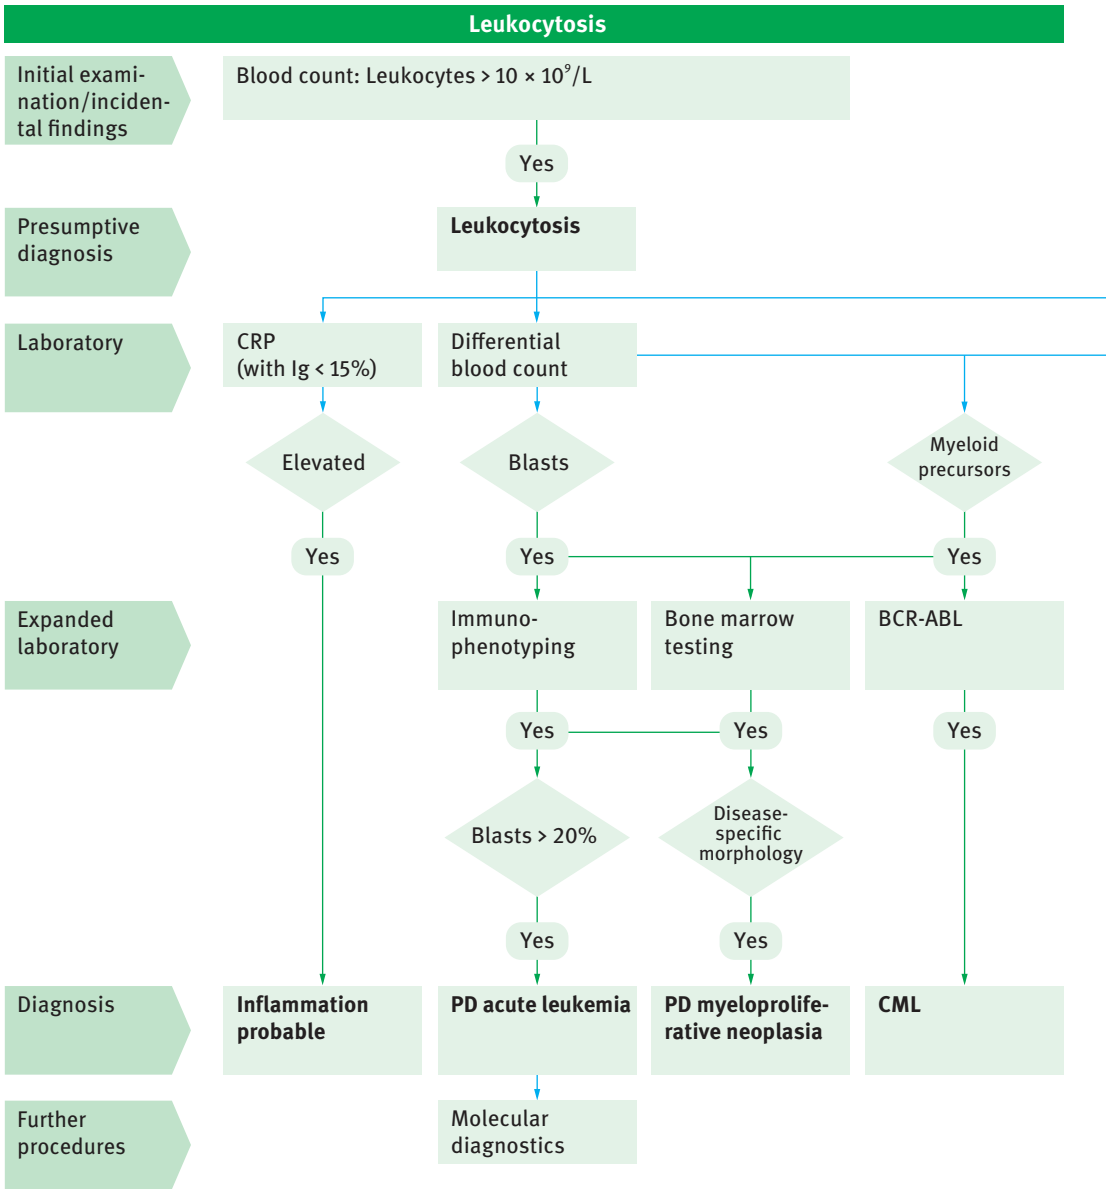 Leukocytosis
Initial exami-
nation/inciden-
tal findings
Blood count: Leukocytes > 10 × 10⁹/L
Yes
Presumptive
diagnosis
Leukocytosis
Laboratory
CRP
(with Ig < 15%)
Differential
blood count
Elevated
Blasts
Myeloid
precursors
Yes
Yes
Yes
Expanded
laboratory
Immuno-
phenotyping
Bone marrow
testing
BCR-ABL
Yes
Yes
Yes
Blasts > 20%
Disease-
specific
morphology
Yes
Yes
Diagnosis
Inflammation
probable
PD acute leukemia
PD myeloprolife-
rative neoplasia
CML
Further
procedures
Molecular
diagnostics